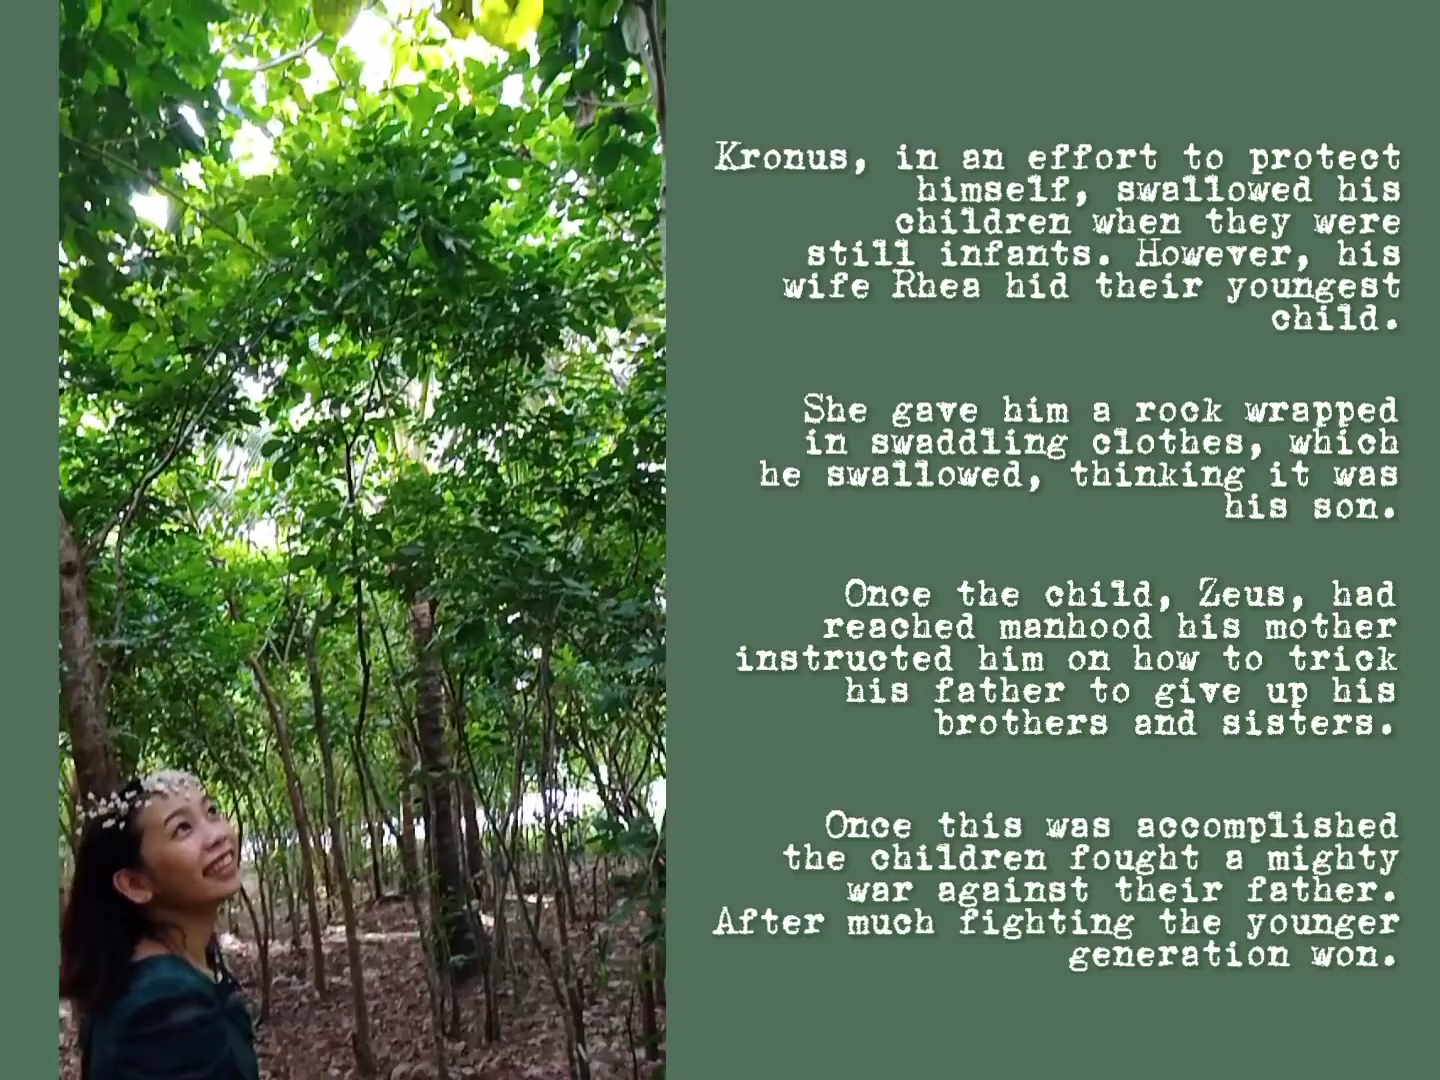 Kronus, in an effort to protect
himself, swallowed his
children when they were
still infants. However, his
wife Rhea hid their youngest
child.
She gave him a rock wrapped
in swaddling clothes, which
he swallowed, thinking it was
his son.
Once the child, Zeus, had
reached manhood his mother
instructed him on how to trick
his father to give up his
brothers and sisters.
Once this was accomplished
the children fought a mighty
war against their father.
After much fighting the younger
generation won.